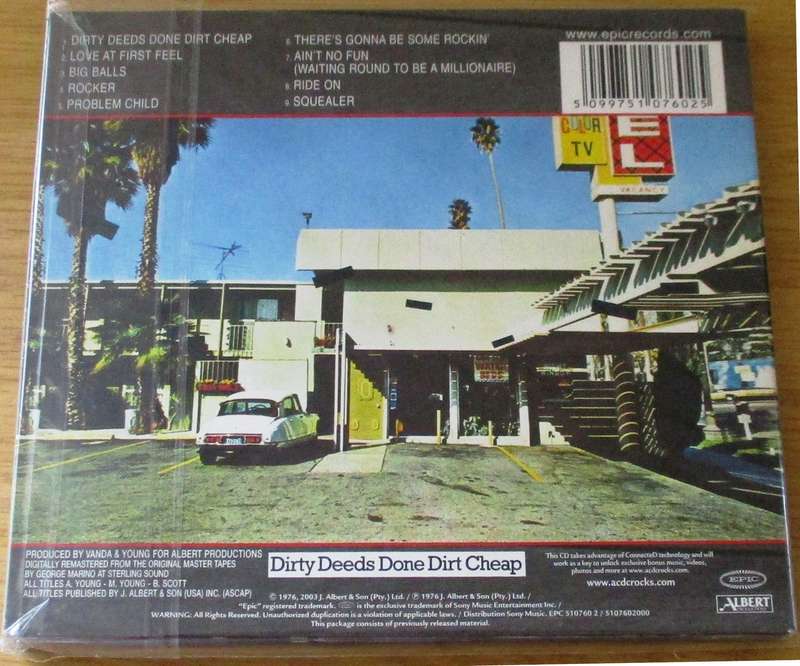 1. DIRTY DEEDS DONE DIRT CHEAP
2. LOVE AT FIRST FEEL
3. BIG BALLS
4. ROCKER
5. PROBLEM CHILD
6. THERE'S GONNA BE SOME ROCKIN'
7. AIN'T NO FUN
(WAITING ROUND TO BE A MILLIONAIRE)
8. RIDE ON
9. SQUEALER
www.epicrecords.com
5 099751 076025
COLOR
TV
EL
VACANCY
PRODUCED BY VANDA & YOUNG FOR ALBERT PRODUCTIONS
DIGITALLY REMASTERED FROM THE ORIGINAL MASTER TAPES
BY GEORGE MARINO AT STERLING SOUND
ALL TITLES A. YOUNG - M. YOUNG - B. SCOTT
ALL TITLES PUBLISHED BY J. ALBERT & SON (USA) INC. (ASCAP)
Dirty Deeds Done Dirt Cheap
This CD takes advantage of ConnecteD technology and will
work as a key to unlock exclusive bonus music, videos,
photos and more at www.acdcrocks.com.
www.acdcrocks.com
EPIC
ALBERT
© 1976, 2003 J. Albert & Son (Pty.) Ltd. / ℗ 1976 J. Albert & Son (Pty.) Ltd. /
"Epic" registered trademark. is the exclusive trademark of Sony Music Entertainment Inc. /
WARNING: All Rights Reserved. Unauthorized duplication is a violation of applicable laws. / Distribution Sony Music. EPC 510760 2 / 5107602000
This package consists of previously released material.